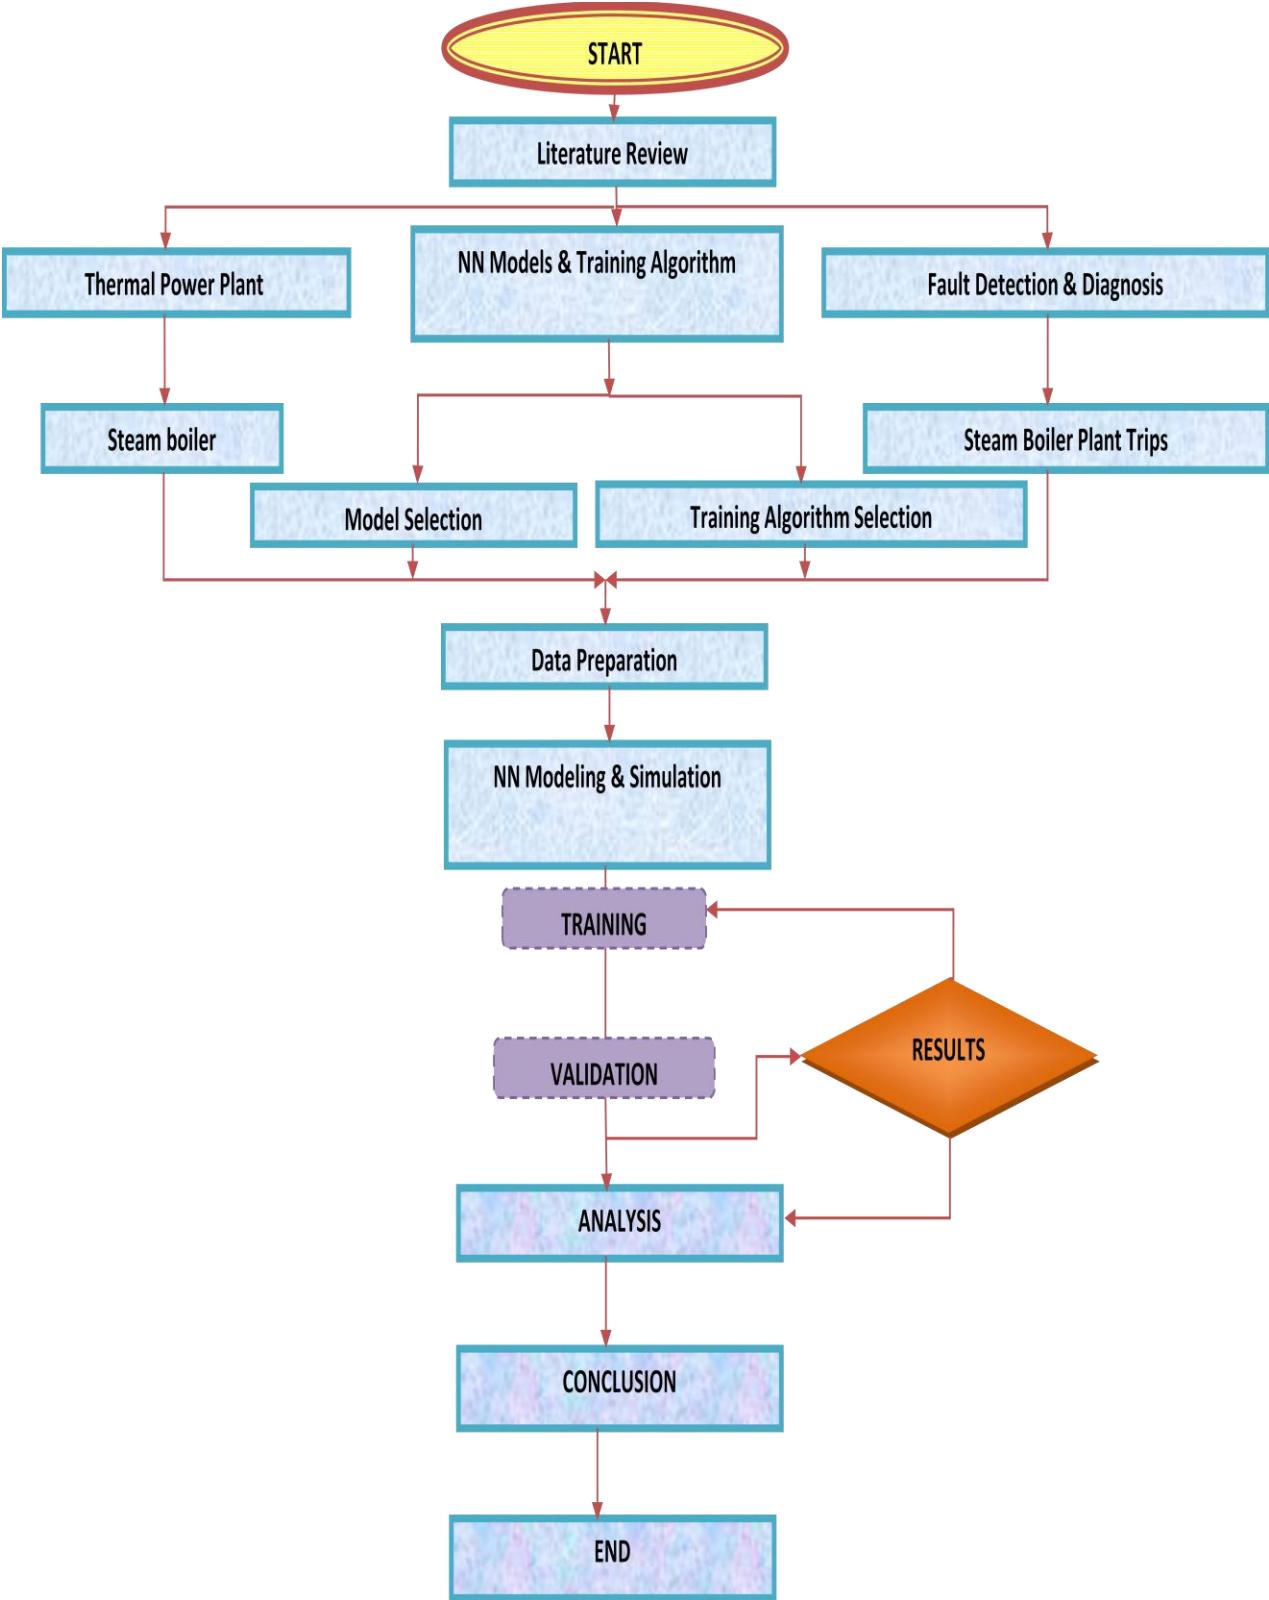 START
Literature Review
Thermal Power Plant
NN Models & Training Algorithm
Fault Detection & Diagnosis
Steam boiler
Steam Boiler Plant Trips
Model Selection
Training Algorithm Selection
Data Preparation
NN Modeling & Simulation
TRAINING
RESULTS
VALIDATION
ANALYSIS
CONCLUSION
END